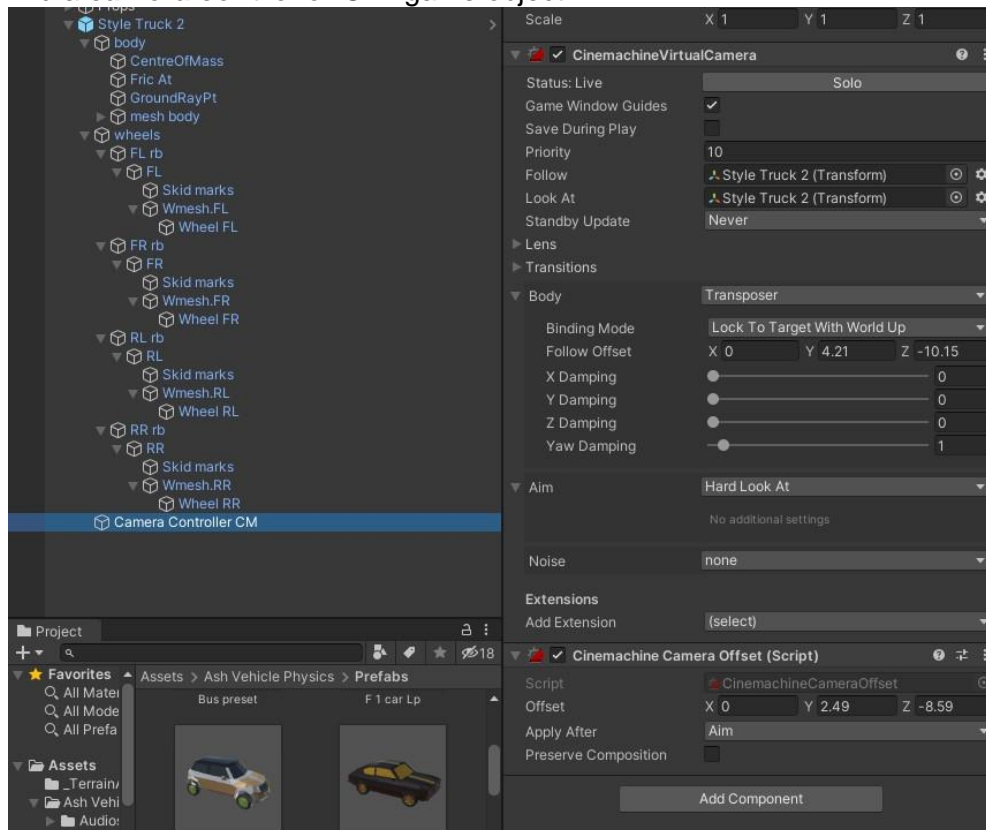 Props
Style Truck 2
body
CentreOfMass
Fric At
GroundRayPt
mesh body
wheels
FL rb
FL
Skid marks
Wmesh.FL
Wheel FL
FR rb
FR
Skid marks
Wmesh.FR
Wheel FR
RL rb
RL
Skid marks
Wmesh.RL
Wheel RL
RR rb
RR
Skid marks
Wmesh.RR
Wheel RR
Camera Controller CM
Project
18
Favorites
All Mater
All Mode
All Prefa
Assets
_Terrain
Ash Vehi
Audio
Assets > Ash Vehicle Physics > Prefabs
Bus preset F 1 car Lp
Scale X 1 Y 1 Z 1
CinemachineVirtualCamera
Status: Live Solo
Game Window Guides
Save During Play
Priority 10
Follow Style Truck 2 (Transform)
Look At Style Truck 2 (Transform)
Standby Update Never
Lens
Transitions
Body Transposer
Binding Mode Lock To Target With World Up
Follow Offset X 0 Y 4.21 Z -10.15
X Damping 0
Y Damping 0
Z Damping 0
Yaw Damping 1
Aim Hard Look At
No additional settings
Noise none
Extensions
Add Extension (select)
Cinemachine Camera Offset (Script)
Script CinemachineCameraOffset
Offset X 0 Y 2.49 Z -8.59
Apply After Aim
Preserve Composition
Add Component